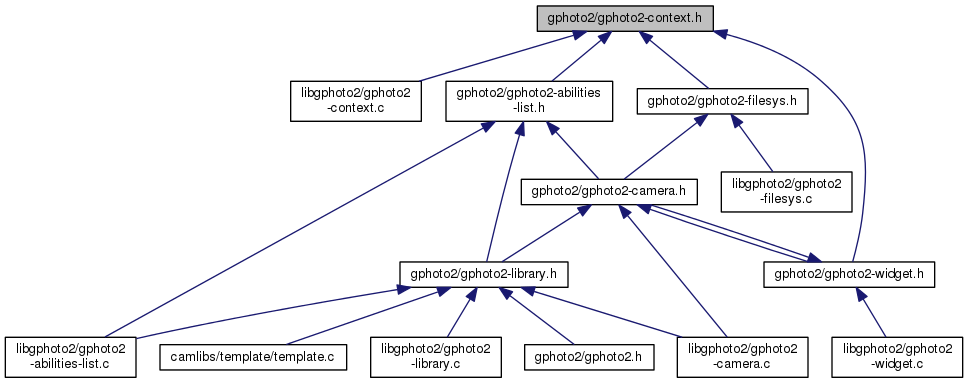 gphoto2/gphoto2-context.h
libgphoto2/gphoto2
-context.c
gphoto2/gphoto2-abilities
-list.h
gphoto2/gphoto2-filesys.h
gphoto2/gphoto2-camera.h
libgphoto2/gphoto2
-filesys.c
gphoto2/gphoto2-library.h
gphoto2/gphoto2-widget.h
libgphoto2/gphoto2
-abilities-list.c
camlibs/template/template.c
libgphoto2/gphoto2
-library.c
gphoto2/gphoto2.h
libgphoto2/gphoto2
-camera.c
libgphoto2/gphoto2
-widget.c